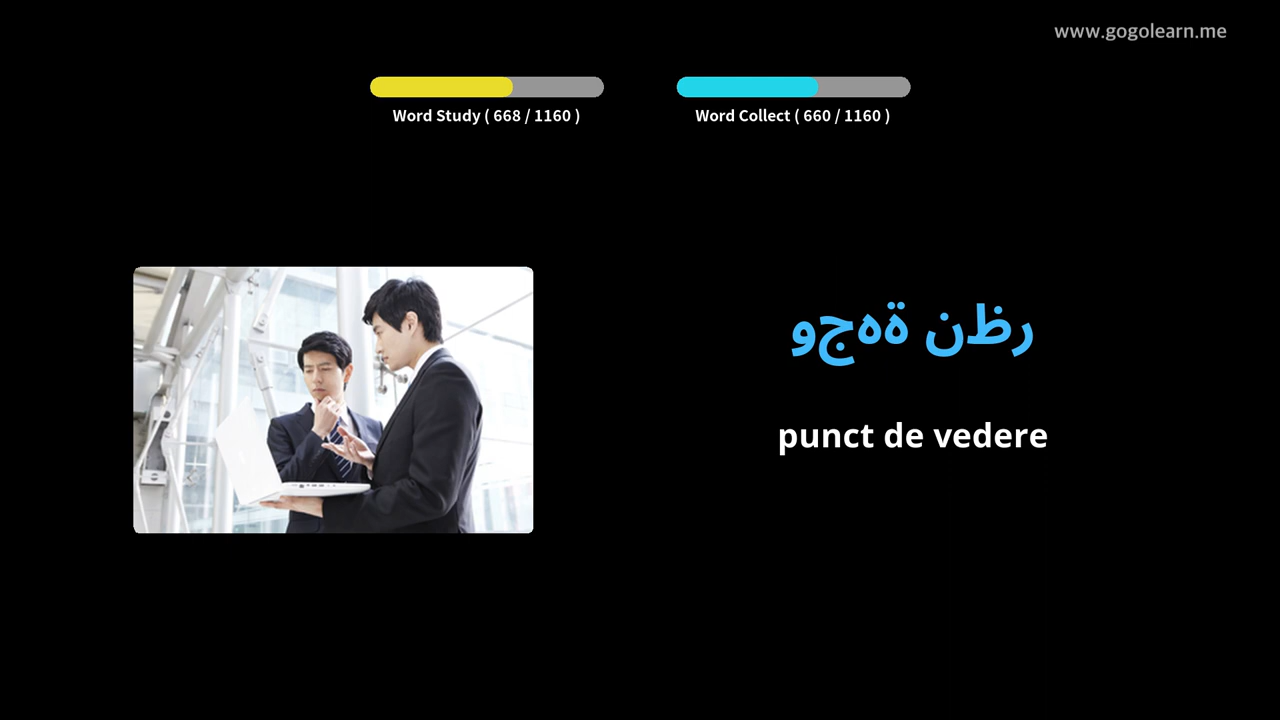 www.gogolearn.me
Word Study ( 668 / 1160 )
Word Collect ( 660 / 1160 )
وجهة نظر
punct de vedere